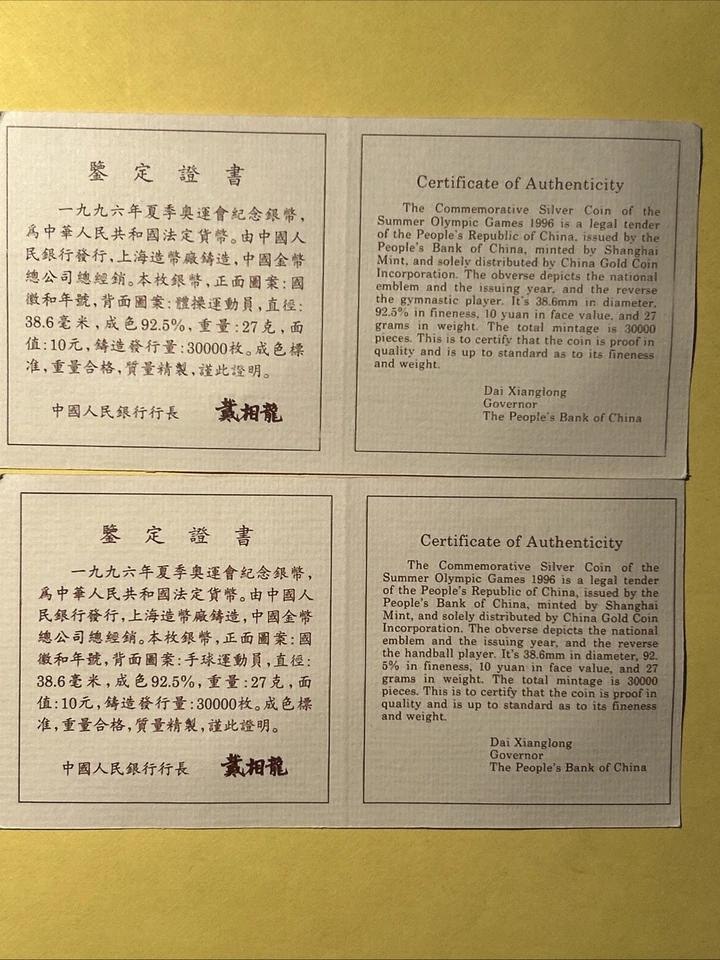 鑒定證書
一九九六年夏季奧運會紀念銀幣,
爲中華人民共和國法定貨幣。由中國人
民銀行發行,上海造幣廠鑄造,中國金幣
總公司總經銷。本枚銀幣,正面圖案:國
徽和年號,背面圖案:體操運動員,直徑:
38.6毫米,成色92.5%,重量:27克,面
值:10元,鑄造發行量:30000枚。成色標
准,重量合格,質量精製,謹此證明。
中國人民銀行行長 戴相龍
Certificate of Authenticity
The Commemorative Silver Coin of the
Summer Olympic Games 1996 is a legal tender
of the People's Republic of China, issued by the
People's Bank of China, minted by Shanghai
Mint, and solely distributed by China Gold Coin
Incorporation. The obverse depicts the national
emblem and the issuing year, and the reverse
the gymnastic player. It's 38.6mm in diameter,
92.5% in fineness, 10 yuan in face value, and 27
grams in weight. The total mintage is 30000
pieces. This is to certify that the coin is proof in
quality and is up to standard as to its fineness
and weight.
Dai Xianglong
Governor
The People's Bank of China
鑒定證書
一九九六年夏季奧運會紀念銀幣,
爲中華人民共和國法定貨幣。由中國人
民銀行發行,上海造幣廠鑄造,中國金幣
總公司總經銷。本枚銀幣,正面圖案:國
徽和年號,背面圖案:手球運動員,直徑:
38.6毫米,成色92.5%,重量:27克,面
值:10元,鑄造發行量:30000枚。成色標
准,重量合格,質量精製,謹此證明。
中國人民銀行行長 戴相龍
Certificate of Authenticity
The Commemorative Silver Coin of the
Summer Olympic Games 1996 is a legal tender
of the People's Republic of China, issued by the
People's Bank of China, minted by Shanghai
Mint, and solely distributed by China Gold Coin
Incorporation. The obverse depicts the national
emblem and the issuing year, and the reverse
the handball player. It's 38.6mm in diameter, 92.
5% in fineness, 10 yuan in face value, and 27
grams in weight. The total mintage is 30000
pieces. This is to certify that the coin is proof in
quality and is up to standard as to its fineness
and weight.
Dai Xianglong
Governor
The People's Bank of China